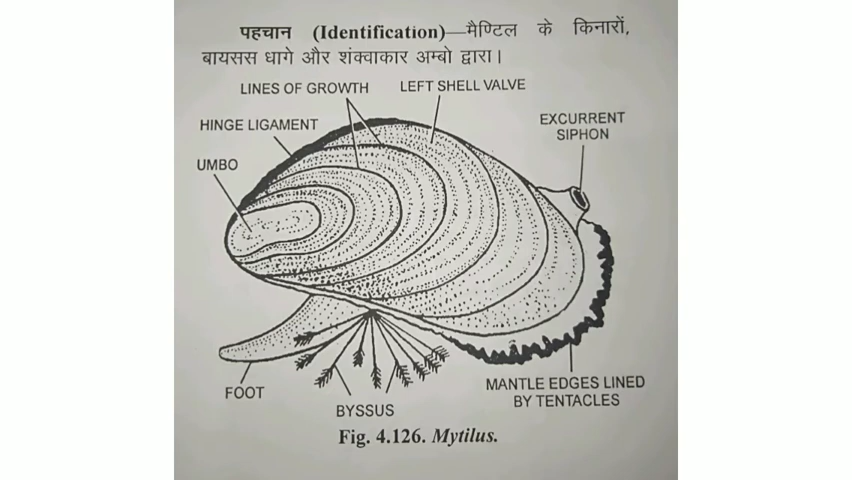 पहचान (Identification)—मैण्टिल के किनारों,
बायसस धागे और शंक्वाकार अम्बो द्वारा।
LINES OF GROWTH
LEFT SHELL VALVE
HINGE LIGAMENT
EXCURRENT
SIPHON
UMBO
FOOT
BYSSUS
MANTLE EDGES LINED
BY TENTACLES
Fig. 4.126. Mytilus.